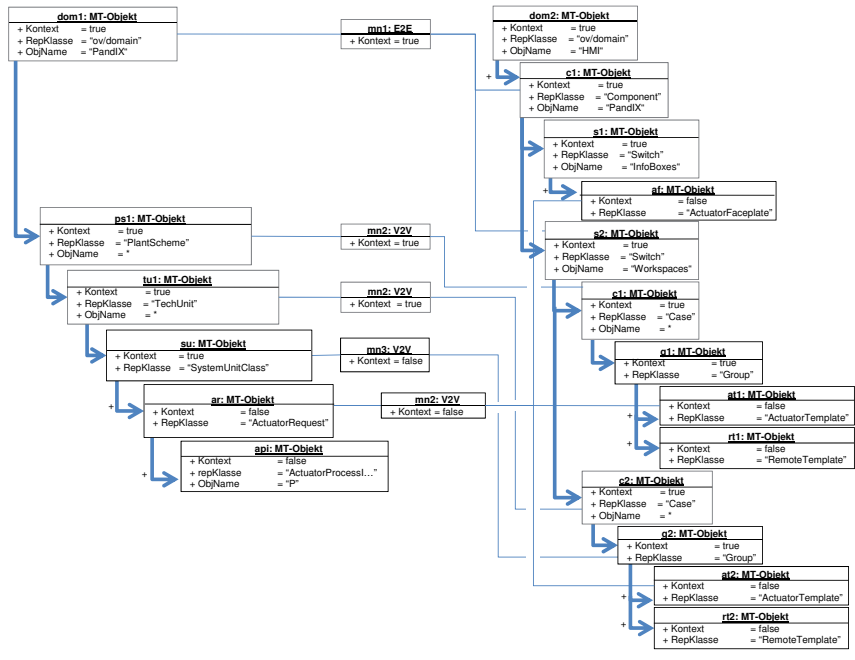 dom1: MT-Objekt
+ Kontext = true
+ RepKlasse = "ov/domain"
+ ObjName = "PandIX"
mn1: E2E
+ Kontext = true
dom2: MT-Objekt
+ Kontext = true
+ RepKlasse = "ov/domain"
+ ObjName = "HMI"
+
c1: MT-Objekt
+ Kontext = true
+ RepKlasse = "Component"
+ ObjName = "PandIX"
s1: MT-Objekt
+ Kontext = true
+ RepKlasse = "Switch"
+ ObjName = "InfoBoxes"
+
af: MT-Objekt
+ Kontext = false
+ RepKlasse = "ActuatorFaceplate"
ps1: MT-Objekt
+ Kontext = true
+ RepKlasse = "PlantScheme"
+ ObjName = *
mn2: V2V
+ Kontext = true
s2: MT-Objekt
+ Kontext = true
+ RepKlasse = "Switch"
+ ObjName = "Workspaces"
tu1: MT-Objekt
+ Kontext = true
+ RepKlasse = "TechUnit"
+ ObjName = *
mn2: V2V
+ Kontext = true
c1: MT-Objekt
+ Kontext = true
+ RepKlasse = "Case"
+ ObjName = *
su: MT-Objekt
+ Kontext = true
+ RepKlasse = "SystemUnitClass"
mn3: V2V
+ Kontext = false
g1: MT-Objekt
+ Kontext = true
+ RepKlasse = "Group"
+
ar: MT-Objekt
+ Kontext = false
+ RepKlasse = "ActuatorRequest"
mn2: V2V
+ Kontext = false
+
at1: MT-Objekt
+ Kontext = false
+ RepKlasse = "ActuatorTemplate"
+
rt1: MT-Objekt
+ Kontext = false
+ RepKlasse = "RemoteTemplate"
+
api: MT-Objekt
+ Kontext = false
+ repKlasse = "ActuatorProcessI..."
+ ObjName = "P"
c2: MT-Objekt
+ Kontext = true
+ RepKlasse = "Case"
+ ObjName = *
g2: MT-Objekt
+ Kontext = true
+ RepKlasse = "Group"
+
at2: MT-Objekt
+ Kontext = false
+ RepKlasse = "ActuatorTemplate"
+
rt2: MT-Objekt
+ Kontext = false
+ RepKlasse = "RemoteTemplate"